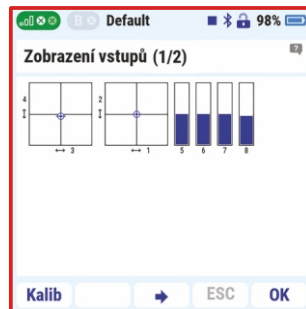 B Default 98%
Zobrazení vstupů (1/2)
4 2
3 1 5 6 7 8
Kalib ESC OK